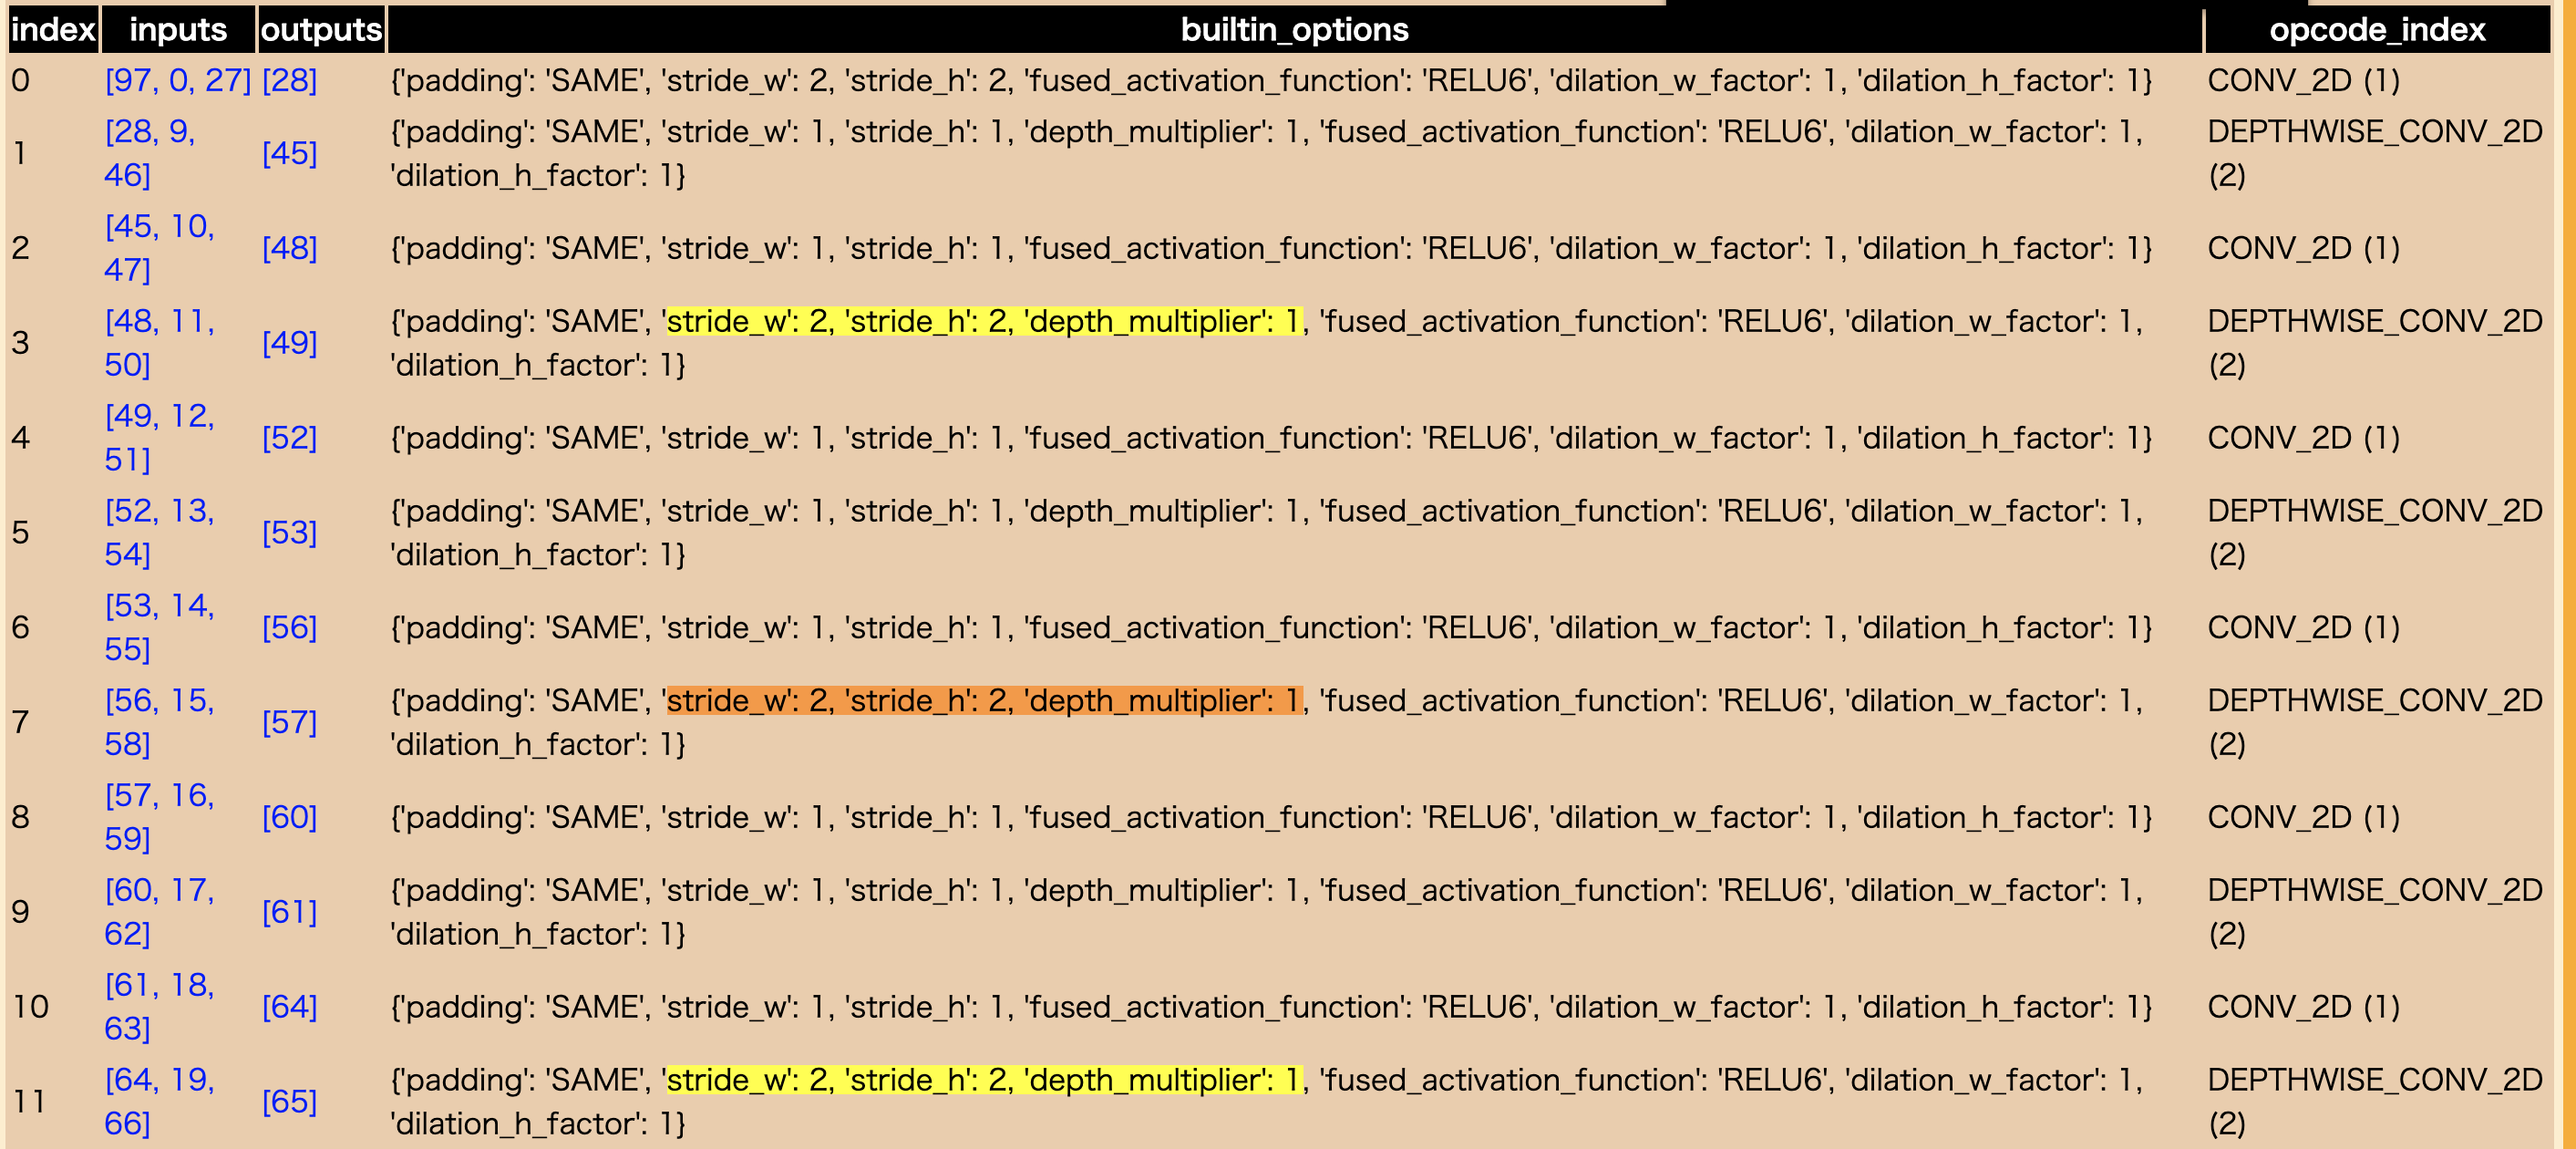 index inputs outputs builtin_options opcode_index
0 [97, 0, 27] [28] {'padding': 'SAME', 'stride_w': 2, 'stride_h': 2, 'fused_activation_function': 'RELU6', 'dilation_w_factor': 1, 'dilation_h_factor': 1} CONV_2D (1)
[28, 9, {'padding': 'SAME', 'stride_w': 1, 'stride_h': 1, 'depth_multiplier': 1, 'fused_activation_function': 'RELU6', 'dilation_w_factor': 1, DEPTHWISE_CONV_2D
1 [45]
46] 'dilation_h_factor': 1} (2)
[45, 10,
2 [48] {'padding': 'SAME', 'stride_w': 1, 'stride_h': 1, 'fused_activation_function': 'RELU6', 'dilation_w_factor': 1, 'dilation_h_factor': 1} CONV_2D (1)
47]
[48, 11, {'padding': 'SAME', 'stride_w': 2, 'stride_h': 2, 'depth_multiplier': 1, 'fused_activation_function': 'RELU6', 'dilation_w_factor': 1, DEPTHWISE_CONV_2D
3 [49]
50] 'dilation_h_factor': 1} (2)
[49, 12,
4 [52] {'padding': 'SAME', 'stride_w': 1, 'stride_h': 1, 'fused_activation_function': 'RELU6', 'dilation_w_factor': 1, 'dilation_h_factor': 1} CONV_2D (1)
51]
[52, 13, {'padding': 'SAME', 'stride_w': 1, 'stride_h': 1, 'depth_multiplier': 1, 'fused_activation_function': 'RELU6', 'dilation_w_factor': 1, DEPTHWISE_CONV_2D
5 [53]
54] 'dilation_h_factor': 1} (2)
[53, 14,
6 [56] {'padding': 'SAME', 'stride_w': 1, 'stride_h': 1, 'fused_activation_function': 'RELU6', 'dilation_w_factor': 1, 'dilation_h_factor': 1} CONV_2D (1)
55]
[56, 15, {'padding': 'SAME', 'stride_w': 2, 'stride_h': 2, 'depth_multiplier': 1, 'fused_activation_function': 'RELU6', 'dilation_w_factor': 1, DEPTHWISE_CONV_2D
7 [57]
58] 'dilation_h_factor': 1} (2)
[57, 16,
8 [60] {'padding': 'SAME', 'stride_w': 1, 'stride_h': 1, 'fused_activation_function': 'RELU6', 'dilation_w_factor': 1, 'dilation_h_factor': 1} CONV_2D (1)
59]
[60, 17, {'padding': 'SAME', 'stride_w': 1, 'stride_h': 1, 'depth_multiplier': 1, 'fused_activation_function': 'RELU6', 'dilation_w_factor': 1, DEPTHWISE_CONV_2D
9 [61]
62] 'dilation_h_factor': 1} (2)
[61, 18,
10 [64] {'padding': 'SAME', 'stride_w': 1, 'stride_h': 1, 'fused_activation_function': 'RELU6', 'dilation_w_factor': 1, 'dilation_h_factor': 1} CONV_2D (1)
63]
[64, 19, {'padding': 'SAME', 'stride_w': 2, 'stride_h': 2, 'depth_multiplier': 1, 'fused_activation_function': 'RELU6', 'dilation_w_factor': 1, DEPTHWISE_CONV_2D
11 [65]
66] 'dilation_h_factor': 1} (2)